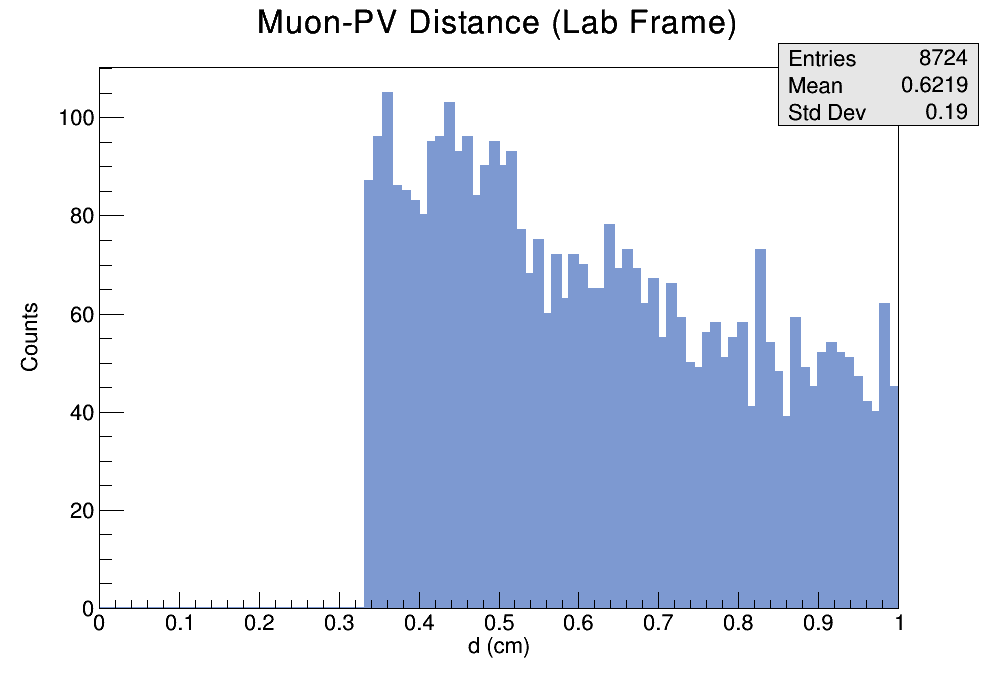 Muon-PV Distance (Lab Frame)
Entries 8724
Mean 0.6219
Std Dev 0.19
100
80
60
40
20
0
Counts
0 0.1 0.2 0.3 0.4 0.5 0.6 0.7 0.8 0.9 1
d (cm)